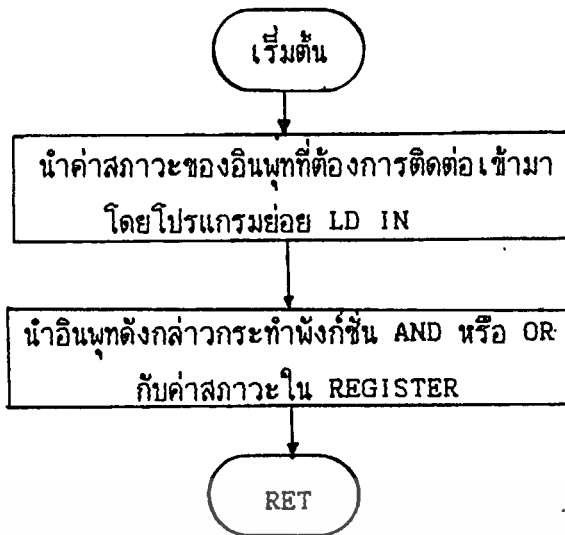 เริ่มต้น
นำค่าสภาวะของอินพุทที่ต้องการติดต่อเข้ามา
โดยโปรแกรมย่อย LD IN
นำอินพุทดังกล่าวกระทำฟังก์ชั่น AND หรือ OR
กับค่าสภาวะใน REGISTER
RET